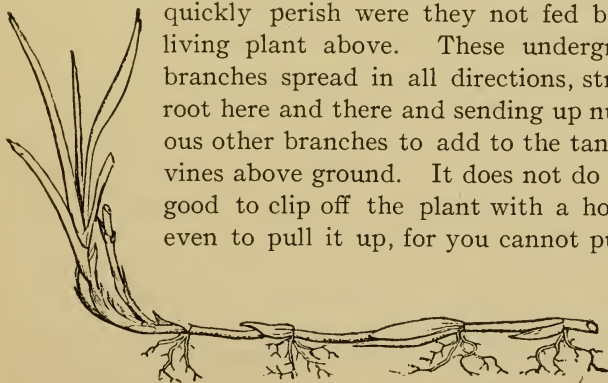 quickly perish were they not fed b
living plant above. These undergr
branches spread in all directions, str
root here and there and sending up nu
ous other branches to add to the tan
vines above ground. It does not do
good to clip off the plant with a ho
even to pull it up, for you cannot pu